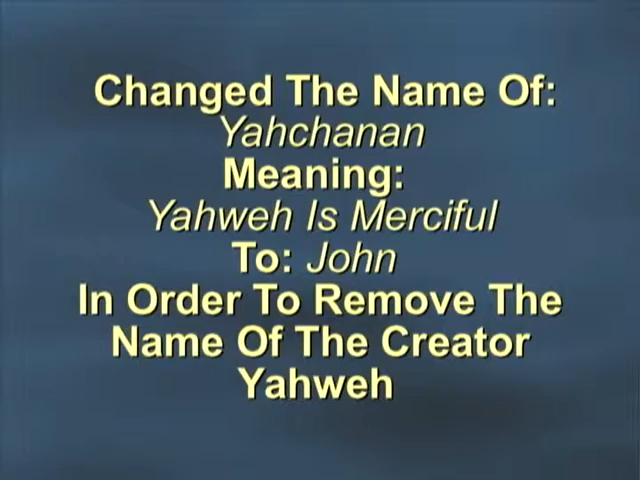 Changed The Name Of:
Yahchanan
Meaning:
Yahweh Is Merciful
To: John
In Order To Remove The
Name Of The Creator
Yahweh